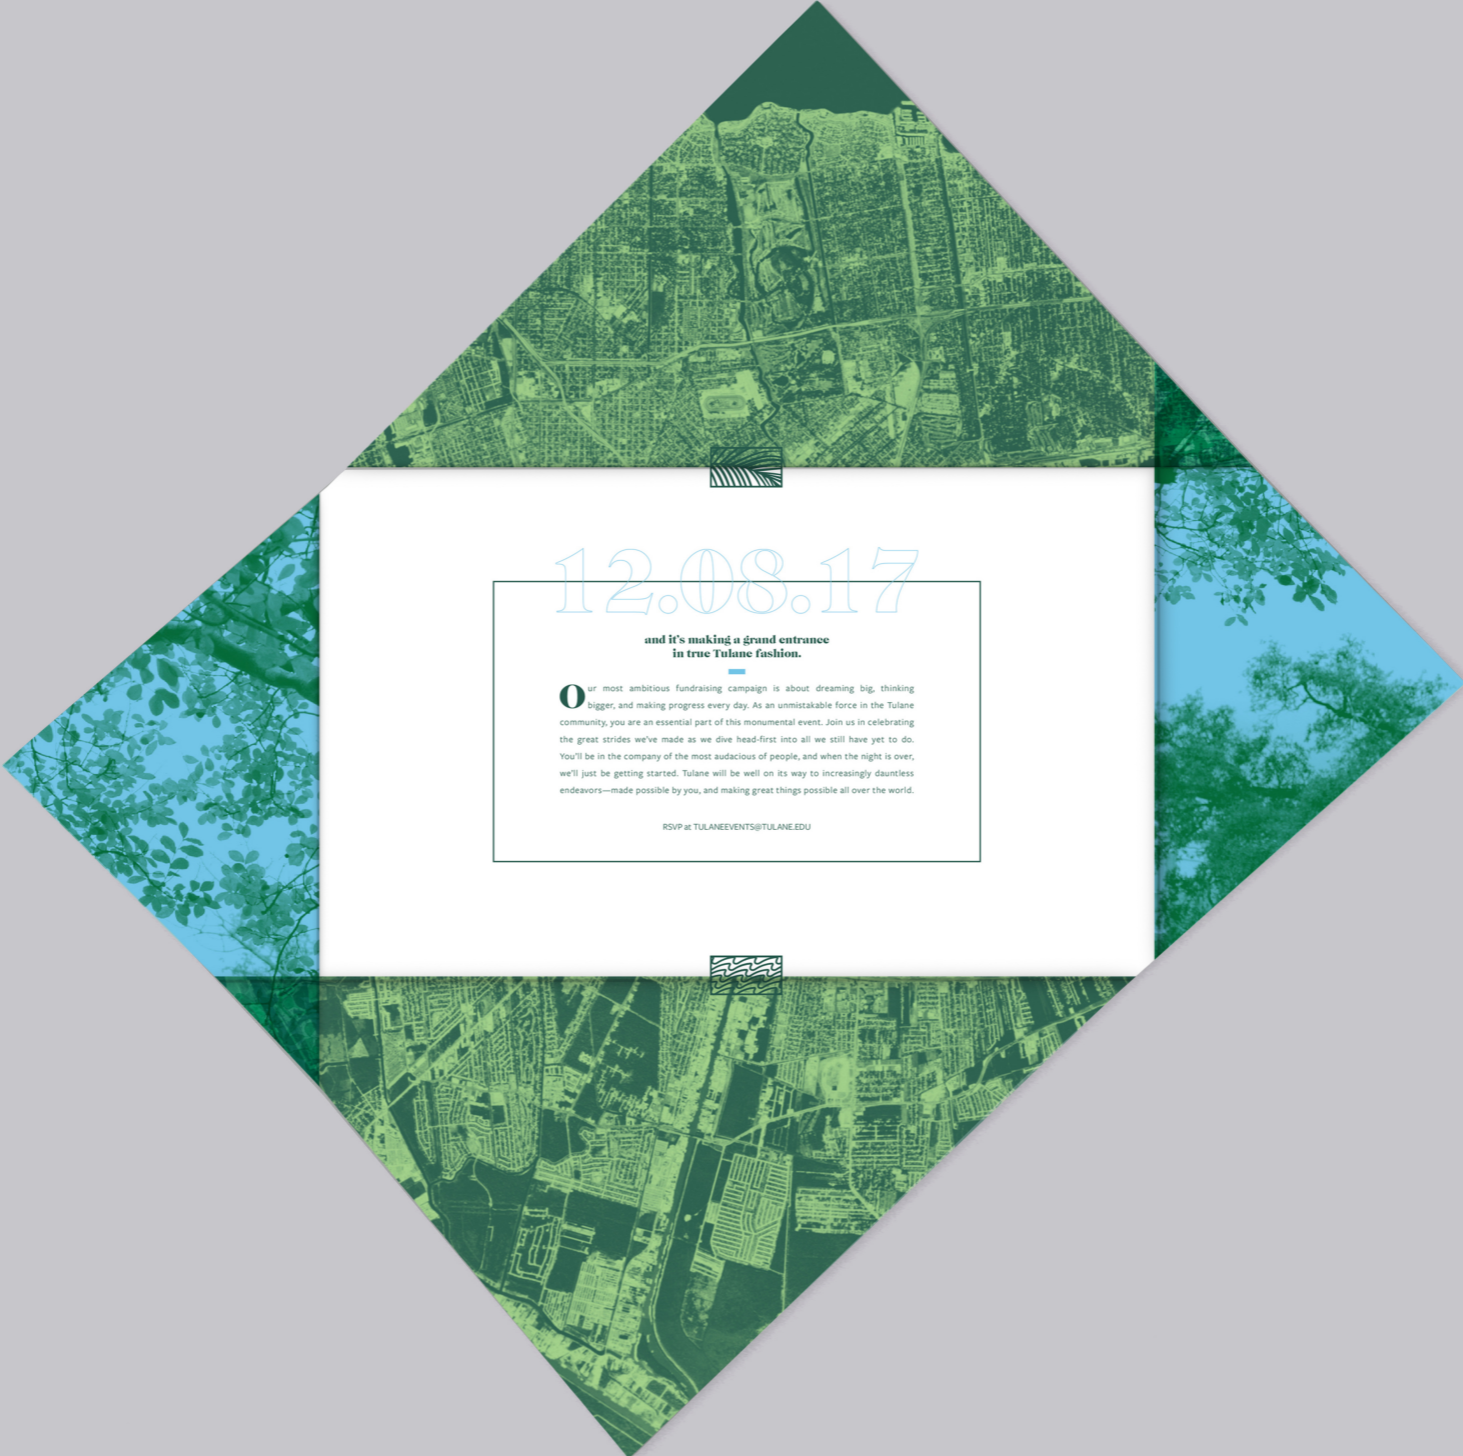 12.08.17
and it's making a grand entrance
in true Tulane fashion.
Our most ambitious fundraising campaign is about dreaming big, thinking
bigger, and making progress every day. As an unmistakable force in the Tulane
community, you are an essential part of this monumental event. Join us in celebrating
the great strides we've made as we dive head-first into all we still have yet to do.
You'll be in the company of the most audacious of people, and when the night is over,
we'll just be getting started. Tulane will be well on its way to increasingly dauntless
endeavors—made possible by you, and making great things possible all over the world.
RSVP at TULANEEVENTS@TULANE.EDU